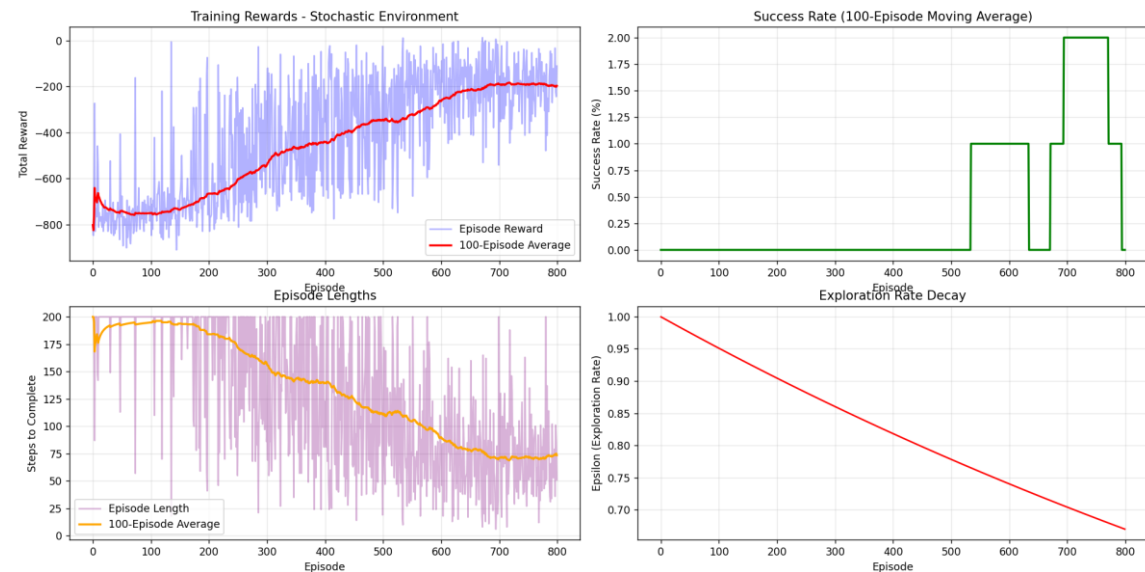 Training Rewards - Stochastic Environment
0
−200
−400
−600
−800
Total Reward
Episode Reward
100-Episode Average
0 100 200 300 400 500 600 700 800
Episode
Success Rate (100-Episode Moving Average)
2.00
1.75
1.50
1.25
1.00
0.75
0.50
0.25
0.00
Success Rate (%)
0 100 200 300 400 500 600 700 800
Episode
Episode Lengths
200
175
150
125
100
75
50
25
0
Steps to Complete
Episode Length
100-Episode Average
0 100 200 300 400 500 600 700 800
Episode
Exploration Rate Decay
1.00
0.95
0.90
0.85
0.80
0.75
0.70
Epsilon (Exploration Rate)
0 100 200 300 400 500 600 700 800
Episode